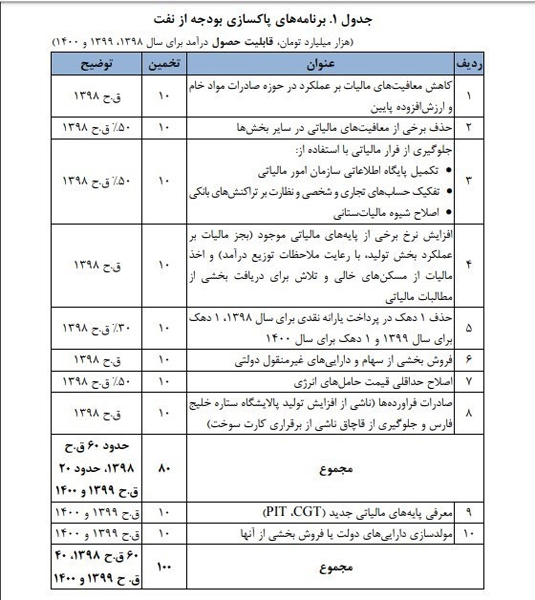 جدول ۱. برنامه‌های پاکسازی بودجه از نفت
(هزار میلیارد تومان، قابلیت حصول درآمد برای سال ۱۳۹۸، ۱۳۹۹ و ۱۴۰۰)
ردیف عنوان تخمین توضیح
۱ کاهش معافیت‌های مالیات بر عملکرد در حوزه صادرات مواد خام
و ارزش‌افزوده پایین ۱۰ ق.ح ۱۳۹۸
۲ حذف برخی از معافیت‌های مالیاتی در سایر بخش‌ها ۱۰ ۵۰٪ ق.ح ۱۳۹۸
۳ جلوگیری از فرار مالیاتی با استفاده از:
• تکمیل پایگاه اطلاعاتی سازمان امور مالیاتی
• تفکیک حساب‌های تجاری و شخصی و نظارت بر تراکنش‌های بانکی
• اصلاح شیوه مالیات‌ستانی ۱۰ ۵۰٪ ق.ح ۱۳۹۸
۴ افزایش نرخ برخی از پایه‌های مالیاتی موجود (بجز مالیات بر
عملکرد بخش تولید، با رعایت ملاحظات توزیع درآمد) و اخذ
مالیات از مسکن‌های خالی و تلاش برای دریافت بخشی از
مطالبات مالیاتی ۱۰ ق.ح ۱۳۹۸
۵ حذف ۱ دهک در پرداخت یارانه نقدی برای سال ۱۳۹۸، ۱ دهک
برای سال ۱۳۹۹ و ۱ دهک برای سال ۱۴۰۰ ۱۰ ۳۰٪ ق.ح ۱۳۹۸
۶ فروش بخشی از سهام و دارایی‌های غیرمنقول دولتی ۱۰ ق.ح ۱۳۹۸
۷ اصلاح حداقلی قیمت حامل‌های انرژی ۱۰ ۵۰٪ ق.ح ۱۳۹۸
۸ صادرات فراورده‌ها (ناشی از افزایش تولید پالایشگاه ستاره خلیج
فارس و جلوگیری از قاچاق ناشی از برقراری کارت سوخت) ۱۰ ق.ح ۱۳۹۸
مجموع ۸۰ حدود ۶۰ ق.ح
۱۳۹۸، حدود ۲۰
ق.ح ۱۳۹۹ و ۱۴۰۰
۹ معرفی پایه‌های مالیاتی جدید (PIT ،CGT) ۱۰ ق.ح ۱۳۹۹ و ۱۴۰۰
۱۰ مولدسازی دارایی‌های دولت یا فروش بخشی از آنها ۱۰ ق.ح ۱۳۹۹ و ۱۴۰۰
مجموع ۱۰۰ ۶۰ ق.ح ۱۳۹۸، ۴۰
ق. ح ۱۳۹۹ و ۱۴۰۰